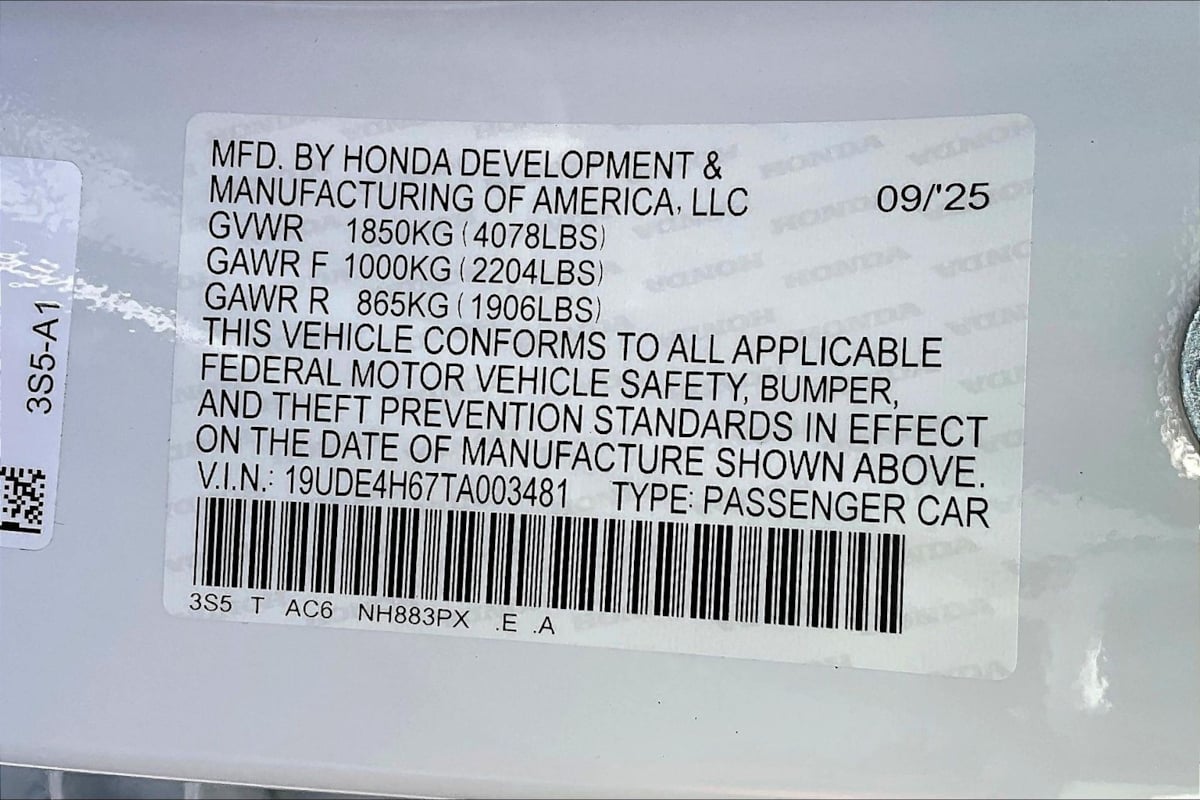 MFD. BY HONDA DEVELOPMENT &
MANUFACTURING OF AMERICA, LLC 09/'25
GVWR 1850KG (4078LBS)
GAWR F 1000KG (2204LBS)
GAWR R 865KG (1906LBS)
THIS VEHICLE CONFORMS TO ALL APPLICABLE
FEDERAL MOTOR VEHICLE SAFETY, BUMPER,
AND THEFT PREVENTION STANDARDS IN EFFECT
ON THE DATE OF MANUFACTURE SHOWN ABOVE.
V.I.N.: 19UDE4H67TA003481 TYPE: PASSENGER CAR
3S5 T AC6 NH883PX .E .A
3S5-A1